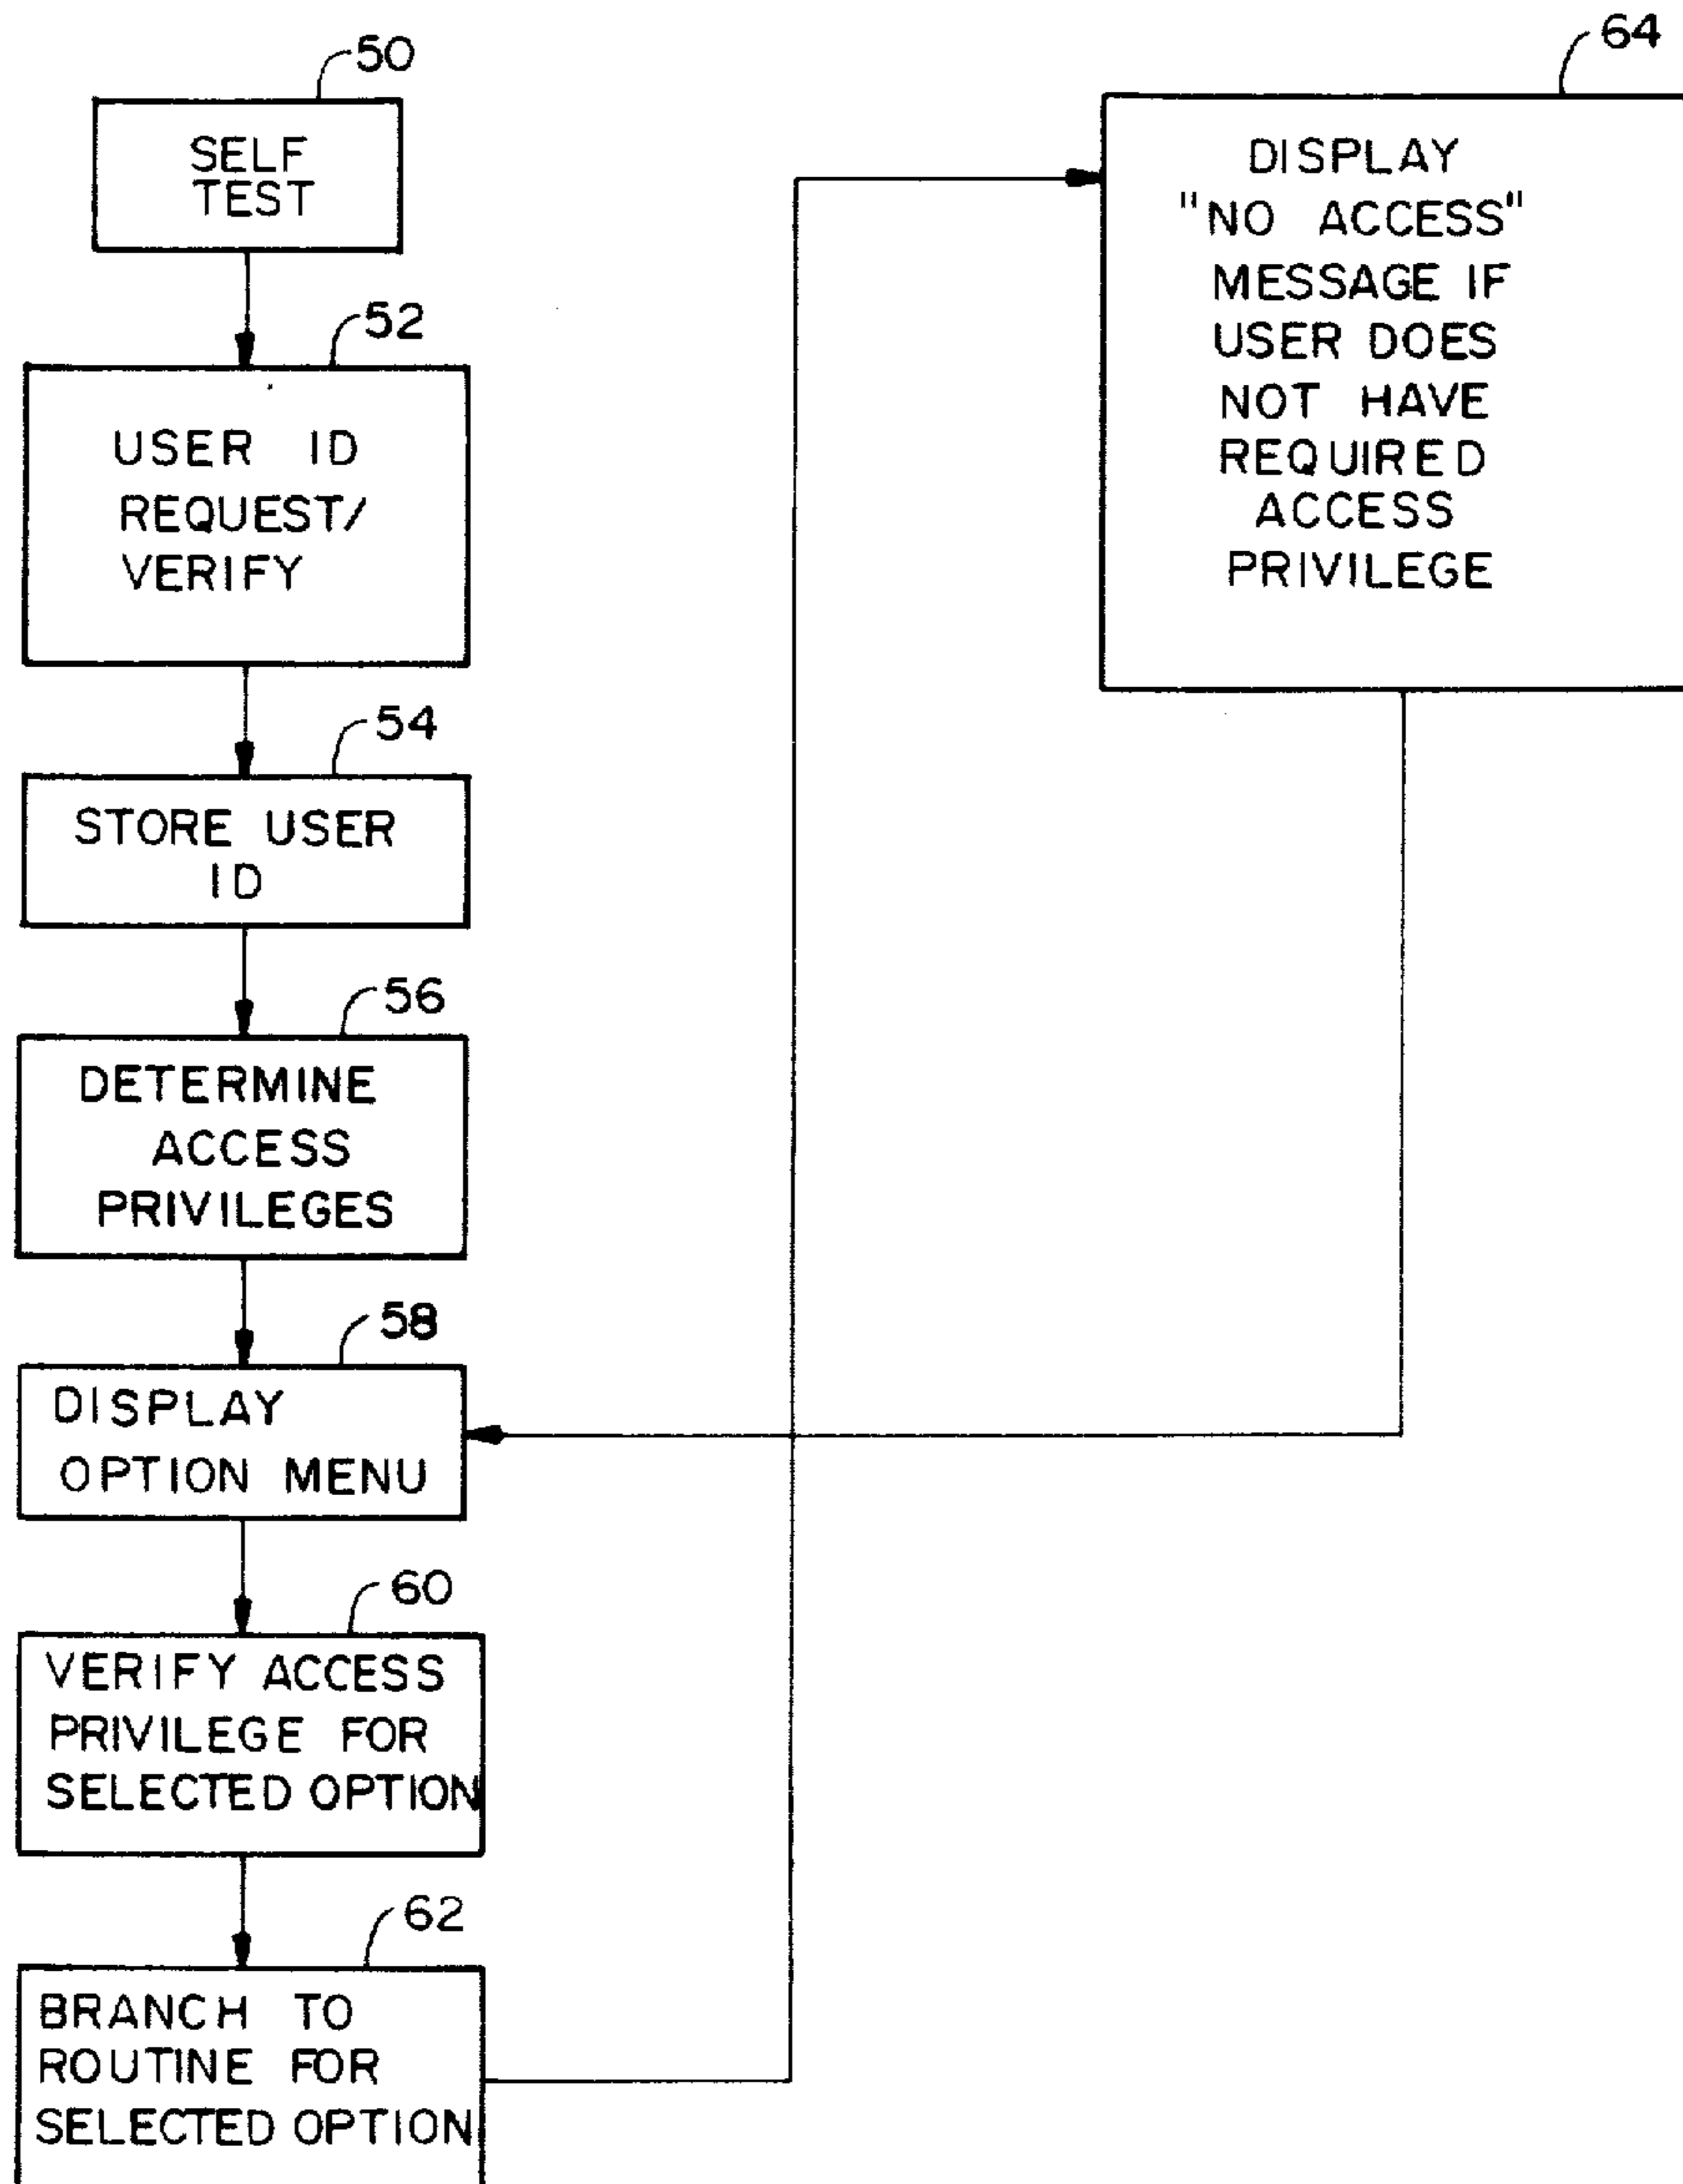 50
SELF
TEST
52
USER ID
REQUEST/
VERIFY
54
STORE USER
ID
56
DETERMINE
ACCESS
PRIVILEGES
58
DISPLAY
OPTION MENU
60
VERIFY ACCESS
PRIVILEGE FOR
SELECTED OPTION
62
BRANCH TO
ROUTINE FOR
SELECTED OPTION
64
DISPLAY
"NO ACCESS"
MESSAGE IF
USER DOES
NOT HAVE
REQUIRED
ACCESS
PRIVILEGE